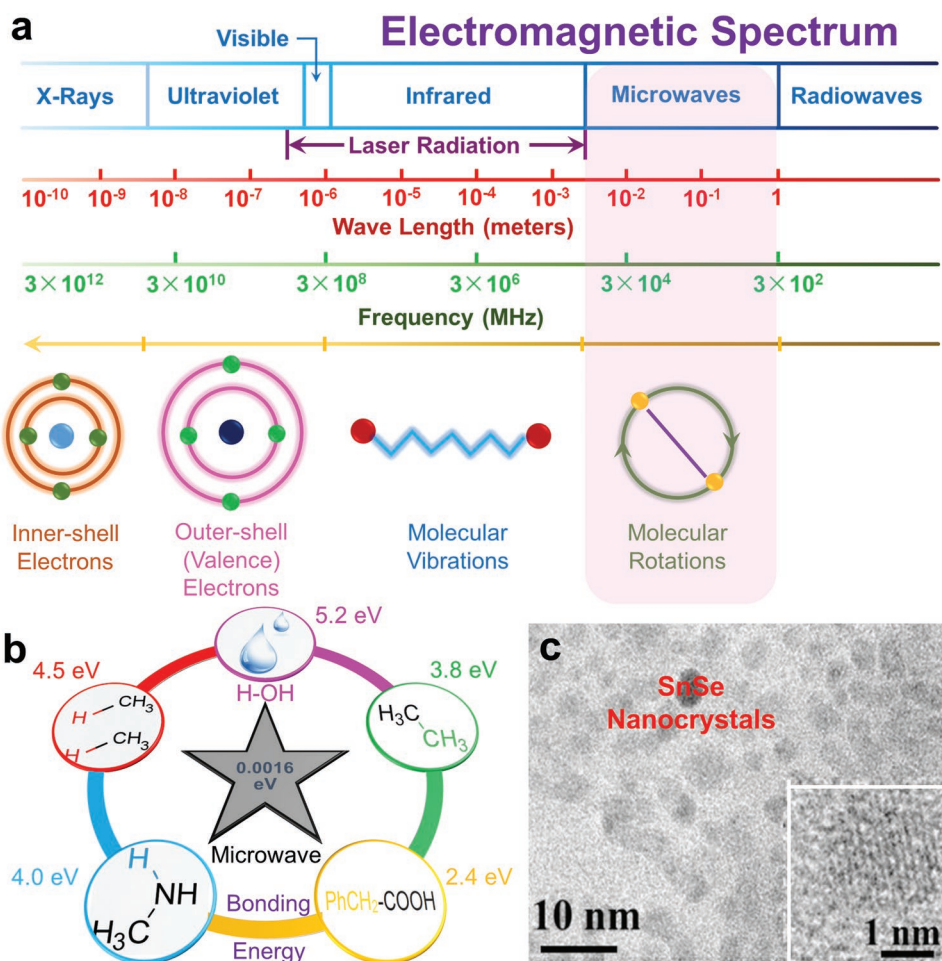 a
Electromagnetic Spectrum
Visible
X-Rays
Ultraviolet
Infrared
Microwaves
Radiowaves
Laser Radiation
10⁻¹⁰ 10⁻⁹ 10⁻⁸ 10⁻⁷ 10⁻⁶ 10⁻⁵ 10⁻⁴ 10⁻³ 10⁻² 10⁻¹ 1
Wave Length (meters)
3×10¹² 3×10¹⁰ 3×10⁸ 3×10⁶ 3×10⁴ 3×10²
Frequency (MHz)
Inner-shell
Electrons
Outer-shell
(Valence)
Electrons
Molecular
Vibrations
Molecular
Rotations
b
5.2 eV
H-OH
4.5 eV
H-CH₃
H-CH₃
3.8 eV
H₃C
CH₃
0.0016
eV
Microwave
4.0 eV
H
NH
H₃C
2.4 eV
PhCH₂-COOH
Bonding
Energy
c
SnSe
Nanocrystals
10 nm
1 nm